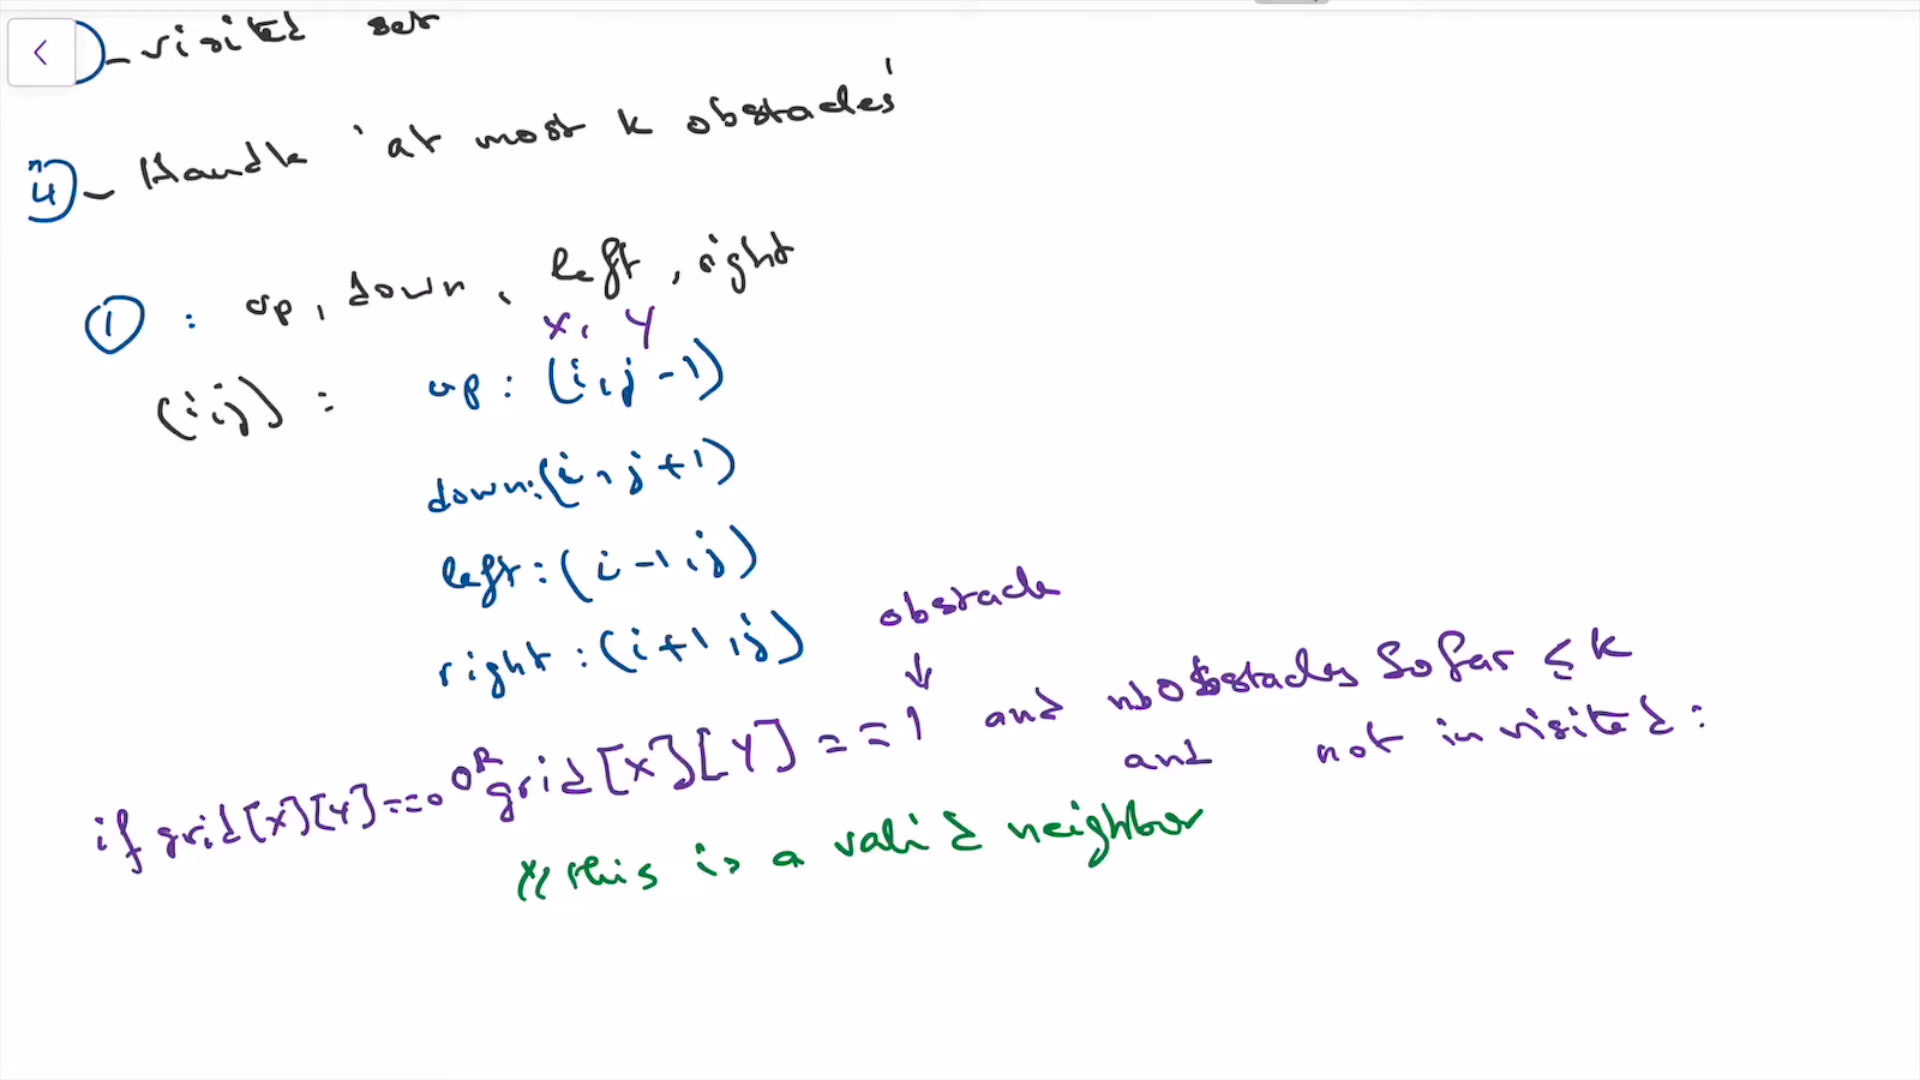 - visited set
4) - Handle 'at most k obstacles'
① : up, down, left, right
x, y
(i,j) : up : (i,j-1)
down:(i,j+1)
left:(i-1,j)
right:(i+1,j)
obstacle
↓
if grid[x][y]==0 OR grid[x][y]==1 and nbObstacles So far ≤ k
and not in visited :
this is a valid neighbor